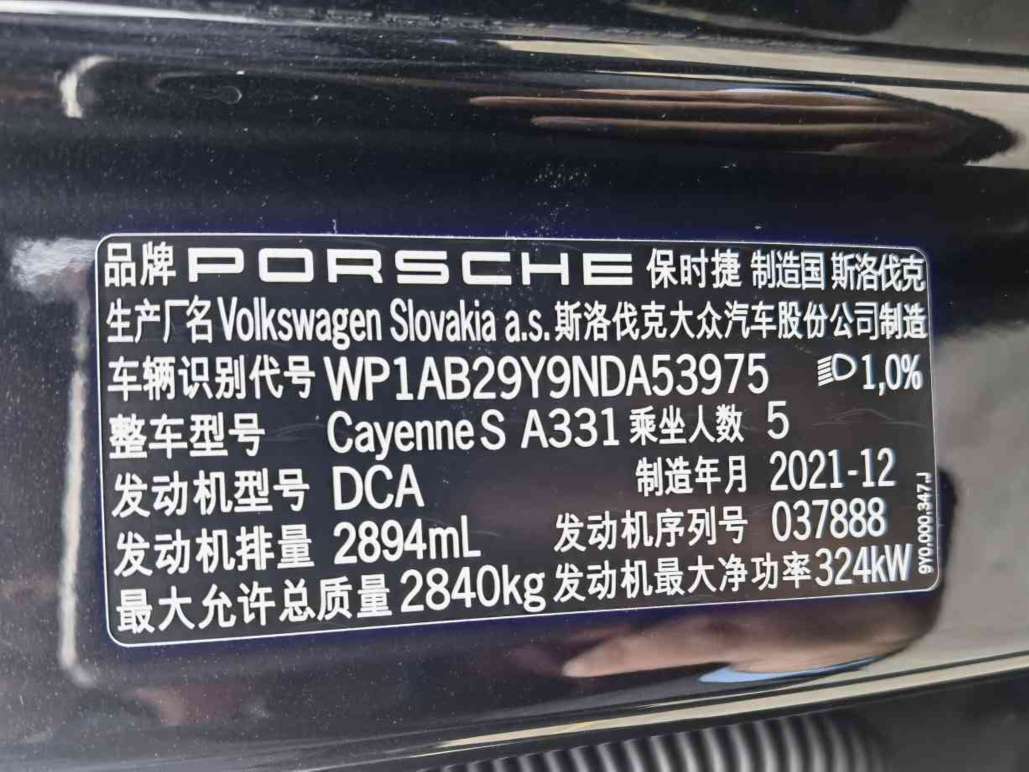 品牌 PORSCHE 保时捷 制造国 斯洛伐克
生产厂名 Volkswagen Slovakia a.s. 斯洛伐克大众汽车股份公司制造
车辆识别代号 WP1AB29Y9NDA53975 1,0%
整车型号 Cayenne S A331 乘坐人数 5
发动机型号 DCA 制造年月 2021-12
发动机排量 2894mL 发动机序列号 037888
最大允许总质量 2840kg 发动机最大净功率 324kW
9Y0.000.347.J